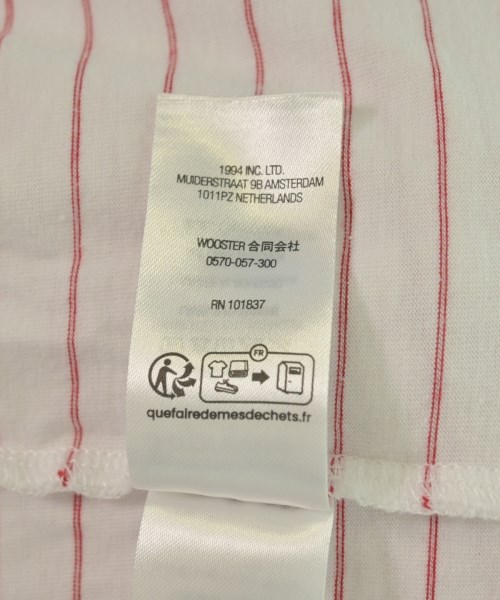 1994 INC. LTD.
MUIDERSTRAAT 9B AMSTERDAM
1011PZ NETHERLANDS
WOOSTER 合同会社
0570-057-300
RN 101837
FR
quefairedemesdechets.fr